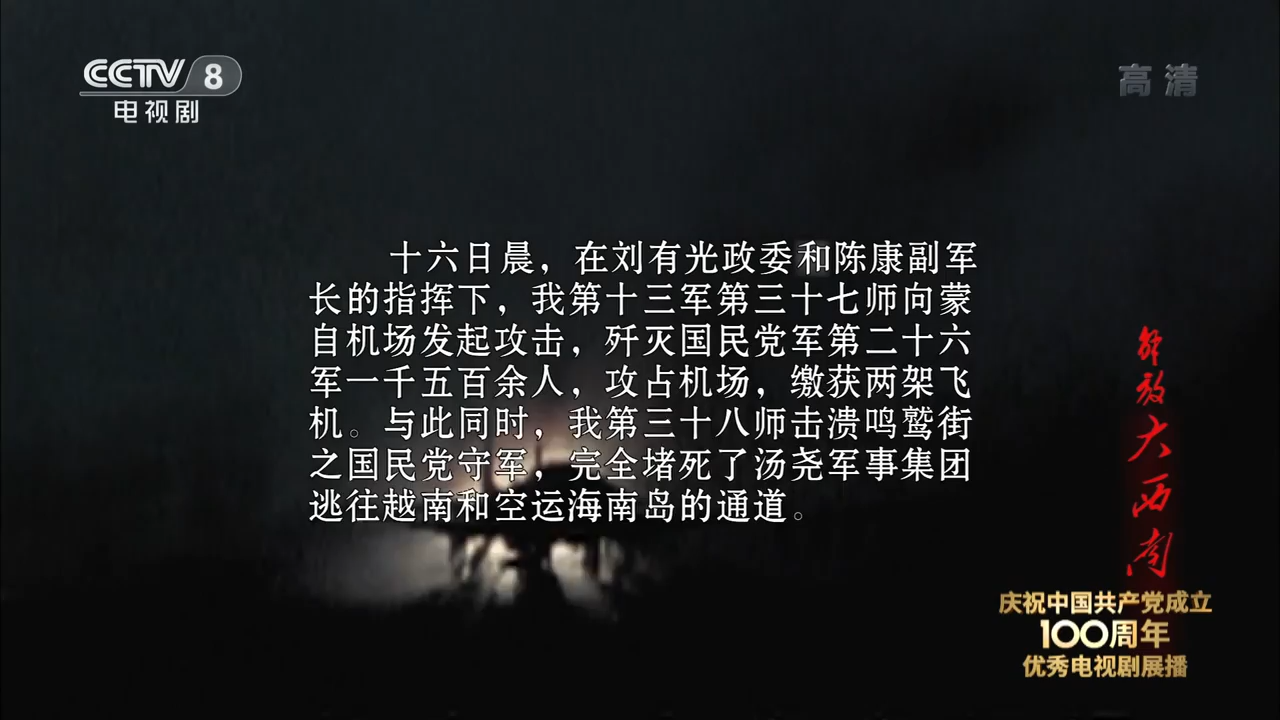 CCTV 8
电视剧
高清
十六日晨，在刘有光政委和陈康副军
长的指挥下，我第十三军第三十七师向蒙
自机场发起攻击，歼灭国民党军第二十六
军一千五百余人，攻占机场，缴获两架飞
机。与此同时，我第三十八师击溃鸣鹫街
之国民党守军，完全堵死了汤尧军事集团
逃往越南和空运海南岛的通道。
解放大西南
庆祝中国共产党成立
100周年
优秀电视剧展播